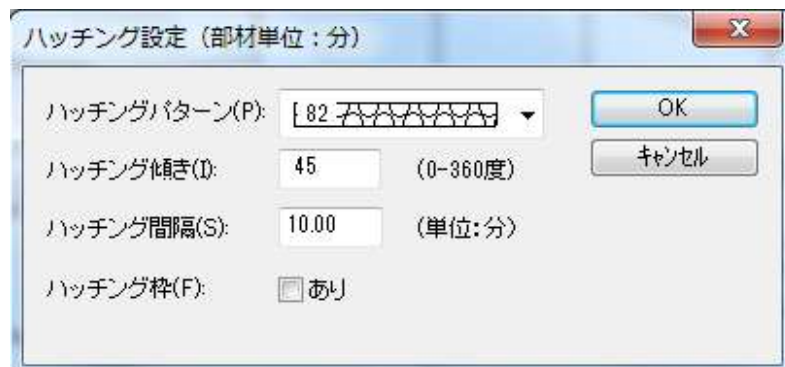 ハッチング設定（部材単位：分）
ハッチングパターン(P): [ 82
OK
ハッチング傾き(I): 45 (0-360度)
キャンセル
ハッチング間隔(S): 10.00 (単位:分)
ハッチング枠(F): あり